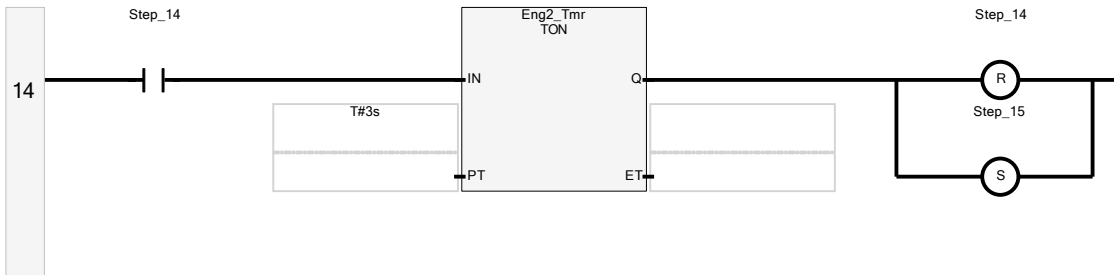 Step_14
Eng2_Tmr
TON
Step_14
14
IN
Q
R
T#3s
Step_15
PT
ET
S